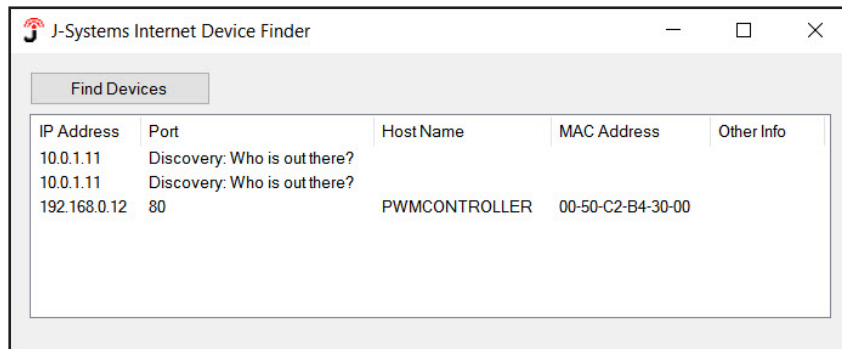 J-Systems Internet Device Finder
Find Devices
IP Address Port Host Name MAC Address Other Info
10.0.1.11 Discovery: Who is out there?
10.0.1.11 Discovery: Who is out there?
192.168.0.12 80 PWMCONTROLLER 00-50-C2-B4-30-00